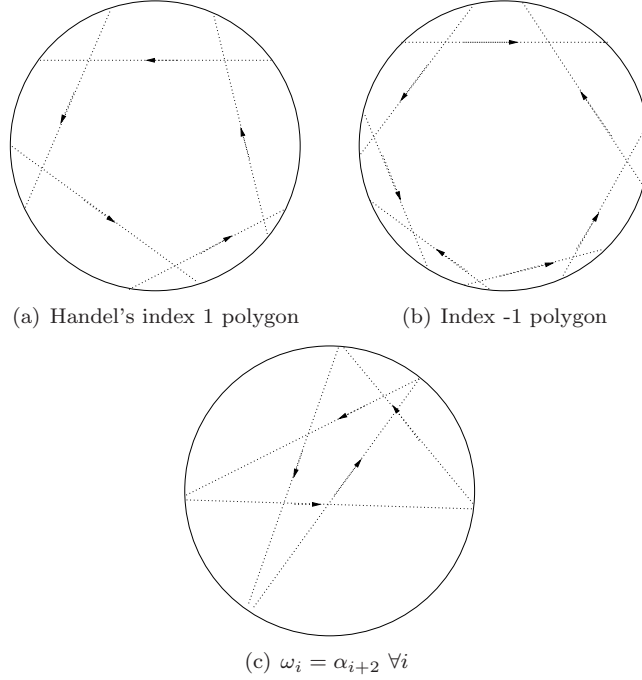 (a) Handel's index 1 polygon
(b) Index -1 polygon
(c) ωᵢ = αᵢ₊₂ ∀i